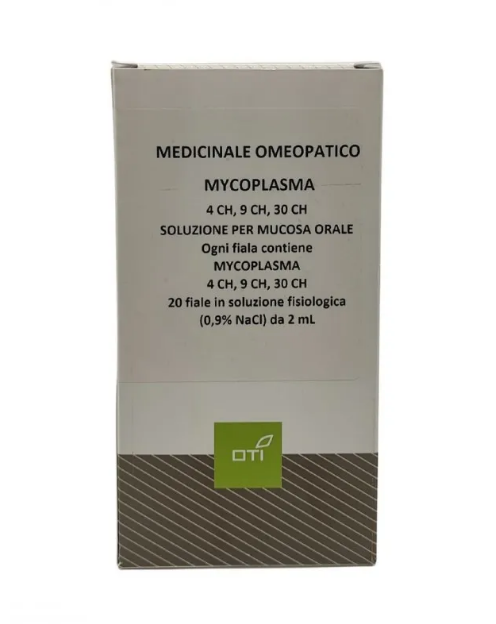 MEDICINALE OMEOPATICO
MYCOPLASMA
4 CH, 9 CH, 30 CH
SOLUZIONE PER MUCOSA ORALE
Ogni fiala contiene
MYCOPLASMA
4 CH, 9 CH, 30 CH
20 fiale in soluzione fisiologica
(0,9% NaCl) da 2 mL
OTI